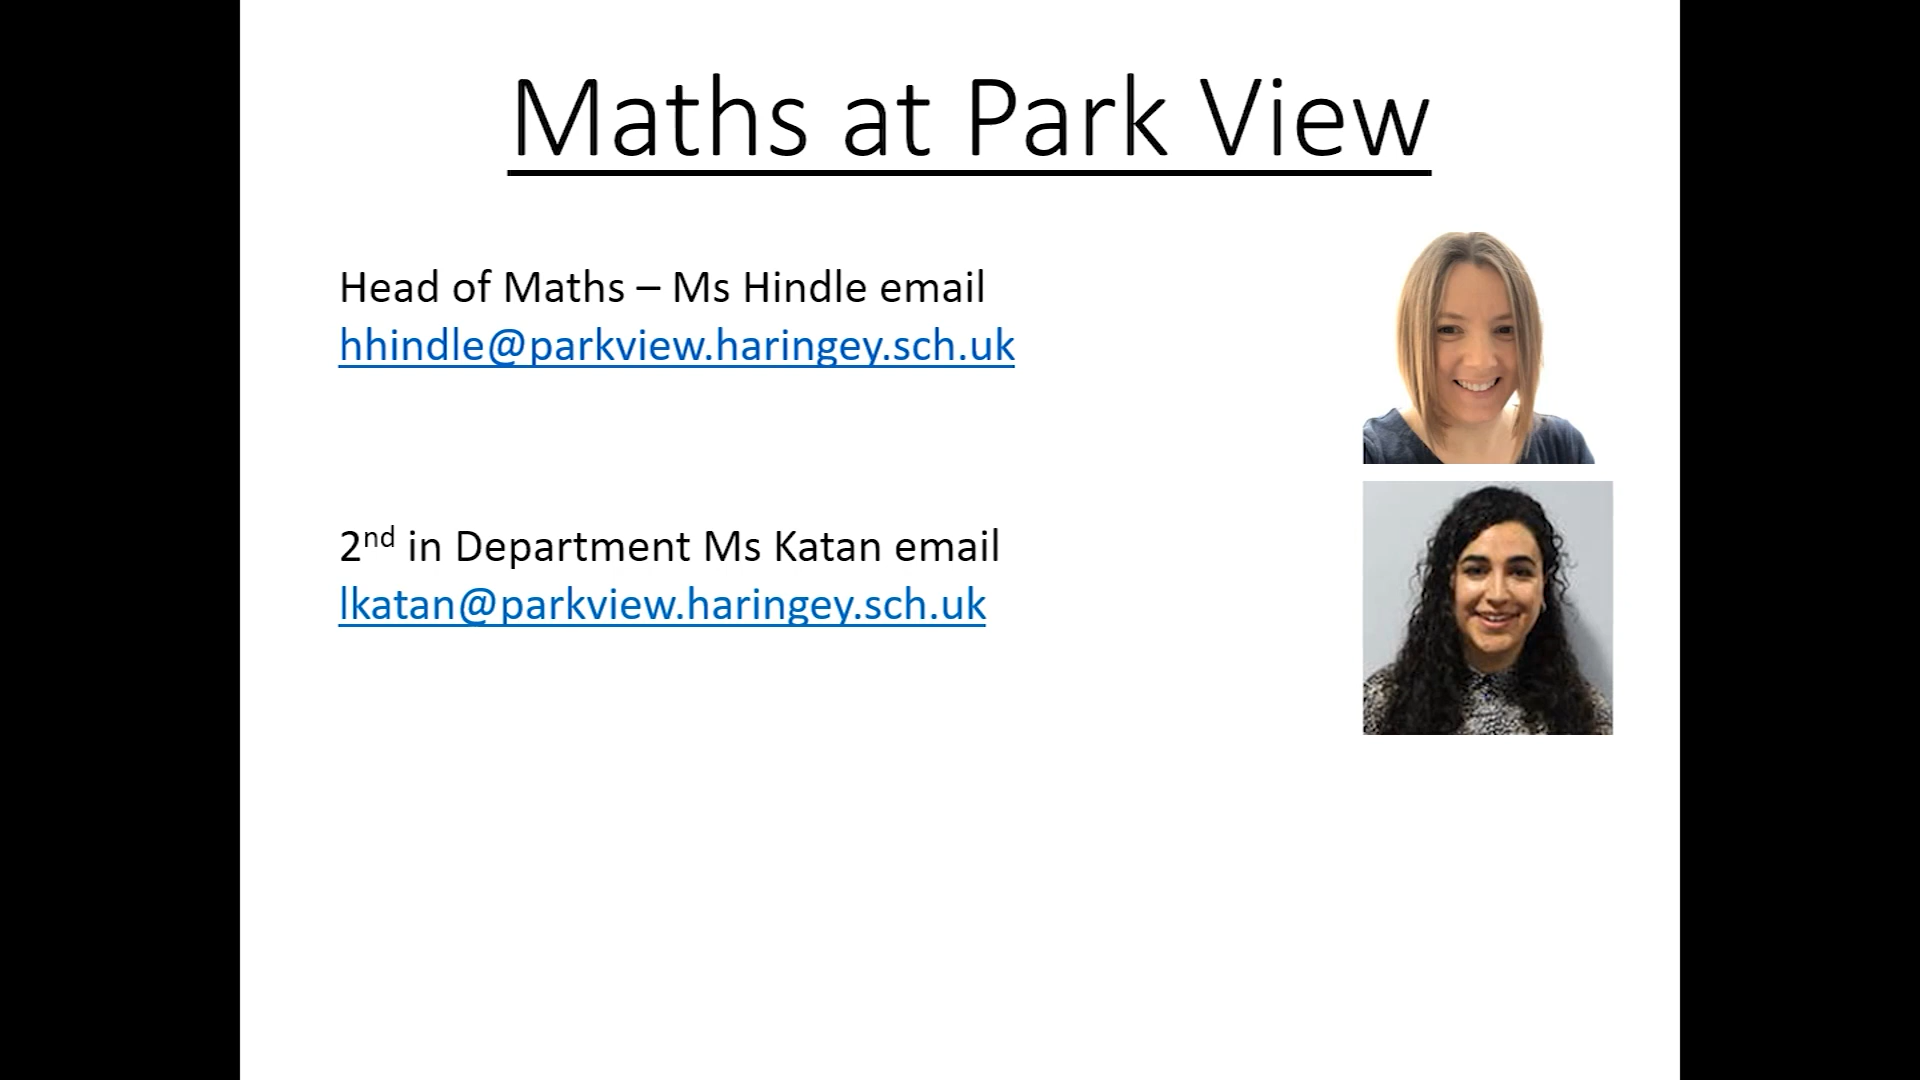 Maths at Park View
Head of Maths – Ms Hindle email
hhindle@parkview.haringey.sch.uk
2nd in Department Ms Katan email
lkatan@parkview.haringey.sch.uk